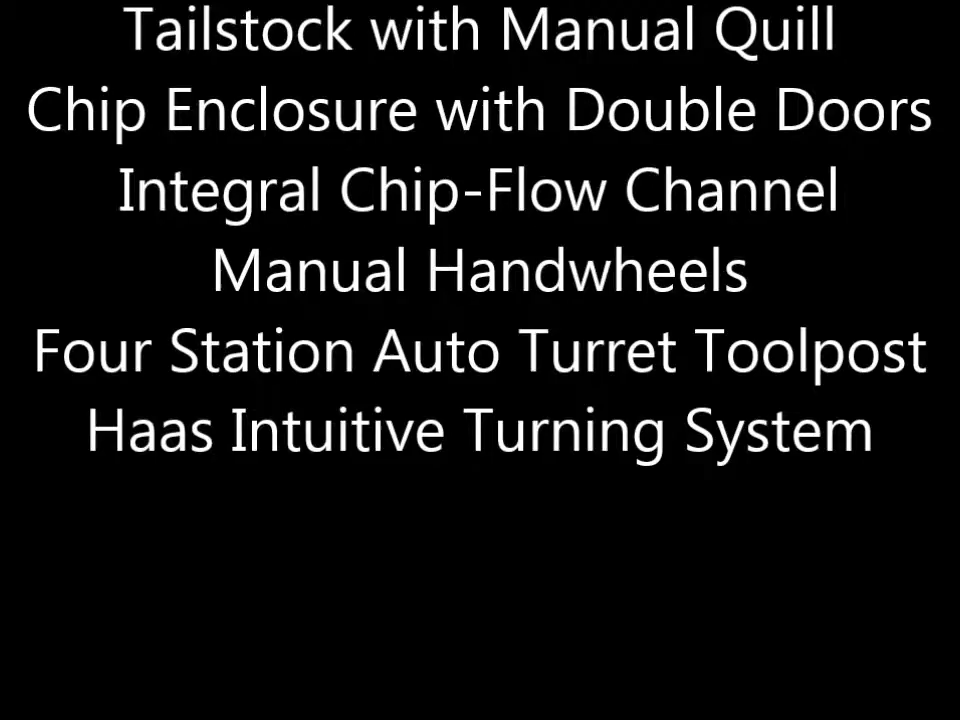 Tailstock with Manual Quill
Chip Enclosure with Double Doors
Integral Chip-Flow Channel
Manual Handwheels
Four Station Auto Turret Toolpost
Haas Intuitive Turning System